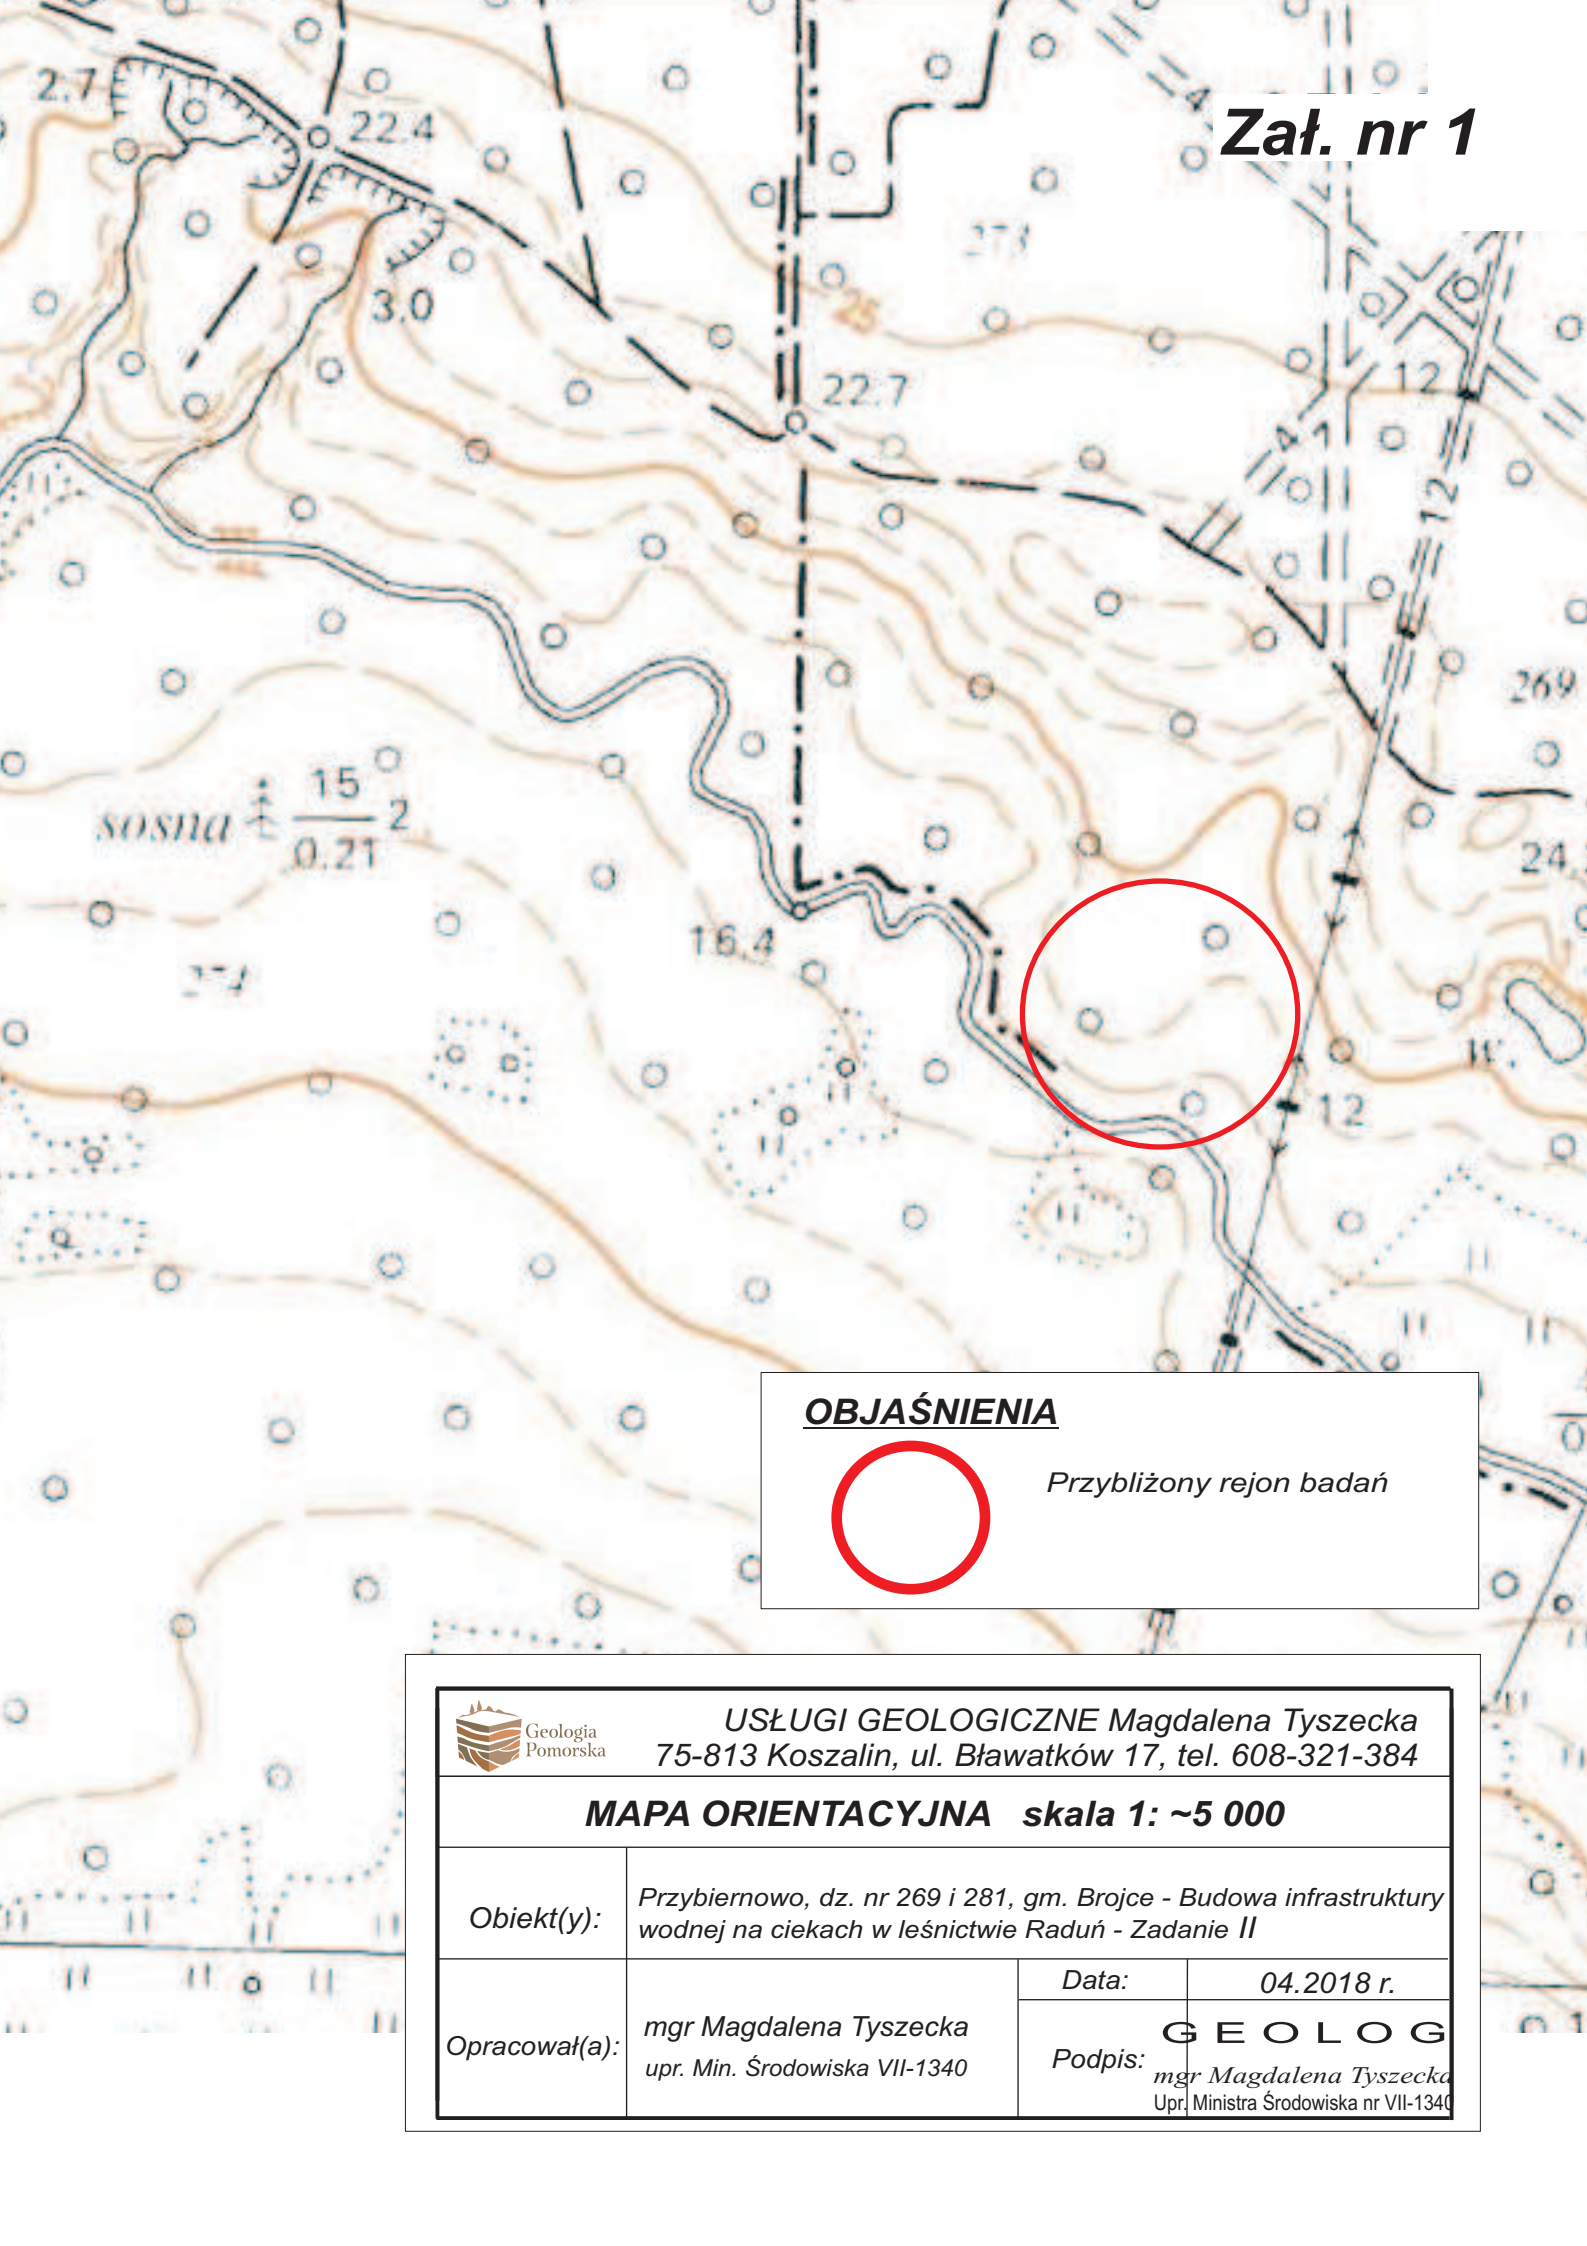 2.7
22.4
4
Zał. nr 1
273
3.0
25
22.7
12
4
12
269
sosna 15 2
0.21
24.
16.4
12
OBJAŚNIENIA
Przybliżony rejon badań
Geologia
Pomorska
USŁUGI GEOLOGICZNE Magdalena Tyszecka
75-813 Koszalin, ul. Bławatków 17, tel. 608-321-384
MAPA ORIENTACYJNA skala 1: ~5 000
Obiekt(y):
Przybiernowo, dz. nr 269 i 281, gm. Brojce - Budowa infrastruktury
wodnej na ciekach w leśnictwie Raduń - Zadanie II
Opracował(a):
mgr Magdalena Tyszecka
upr. Min. Środowiska VII-1340
Data:
04.2018 r.
Podpis:
GEOLOG
mgr Magdalena Tyszecka
Upr. Ministra Środowiska nr VII-1340